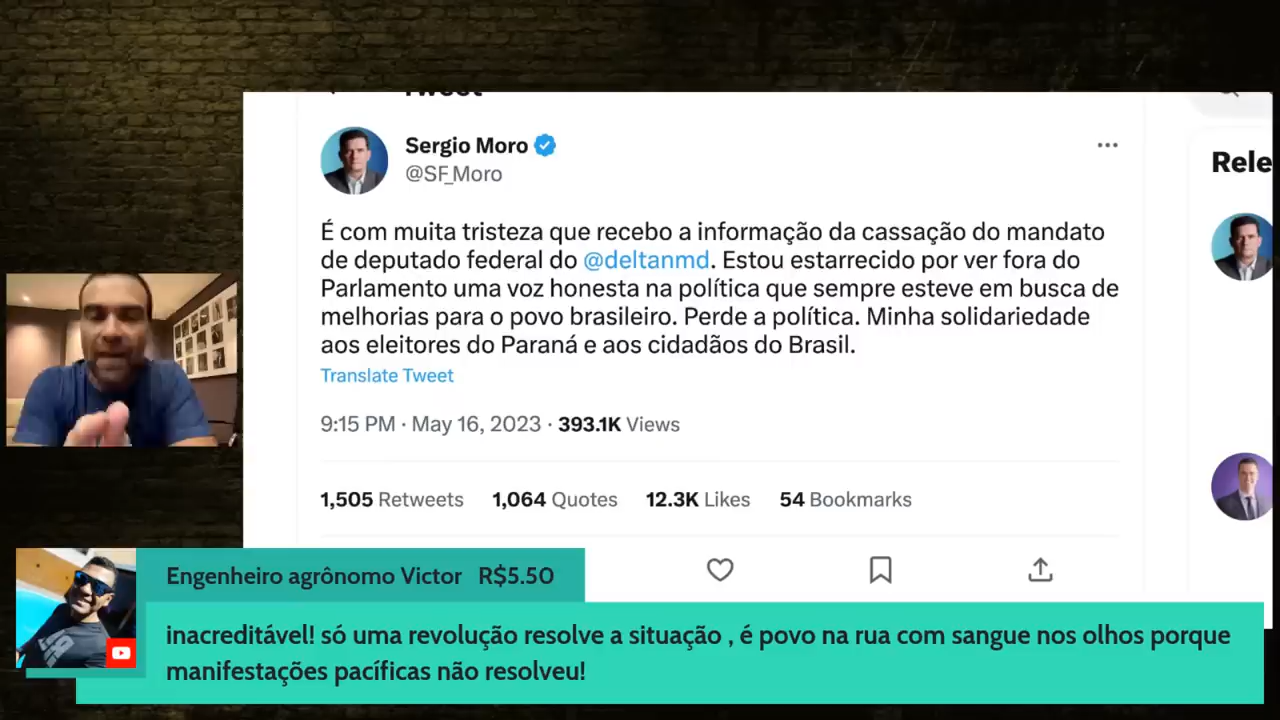 Tweet
Sergio Moro
@SF_Moro
Rele
É com muita tristeza que recebo a informação da cassação do mandato
de deputado federal do @deltanmd. Estou estarrecido por ver fora do
Parlamento uma voz honesta na política que sempre esteve em busca de
melhorias para o povo brasileiro. Perde a política. Minha solidariedade
aos eleitores do Paraná e aos cidadãos do Brasil.
Translate Tweet
9:15 PM · May 16, 2023 · 393.1K Views
1,505 Retweets 1,064 Quotes 12.3K Likes 54 Bookmarks
Engenheiro agrônomo Victor R$5.50
inacreditável! só uma revolução resolve a situação , é povo na rua com sangue nos olhos porque
manifestações pacíficas não resolveu!